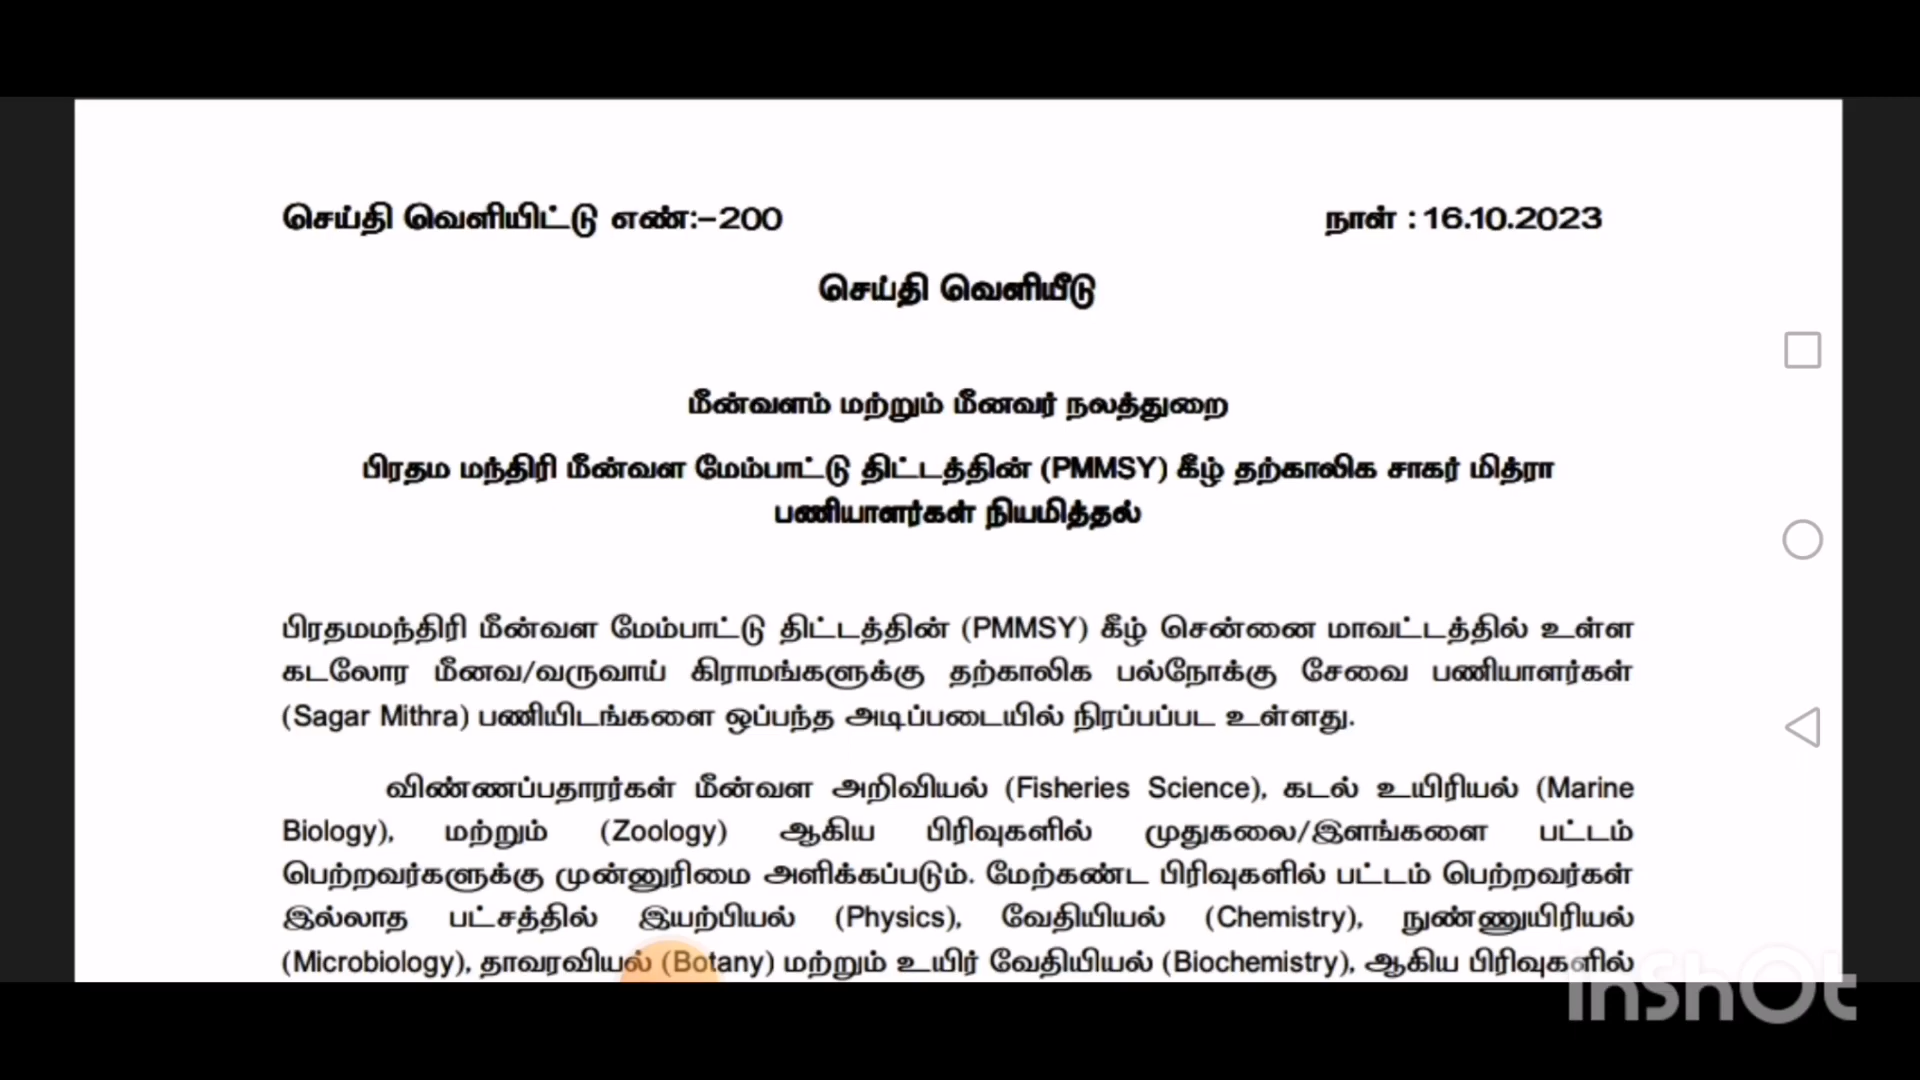 செய்தி வெளியிட்டு எண்:–200 நாள் : 16.10.2023
செய்தி வெளியீடு
மீன்வளம் மற்றும் மீனவர் நலத்துறை
பிரதம மந்திரி மீன்வள மேம்பாட்டு திட்டத்தின் (PMMSY) கீழ் தற்காலிக சாகர் மித்ரா
பணியாளர்கள் நியமித்தல்
பிரதமமந்திரி மீன்வள மேம்பாட்டு திட்டத்தின் (PMMSY) கீழ் சென்னை மாவட்டத்தில் உள்ள
கடலோர மீனவ/வருவாய் கிராமங்களுக்கு தற்காலிக பல்நோக்கு சேவை பணியாளர்கள்
(Sagar Mithra) பணியிடங்களை ஒப்பந்த அடிப்படையில் நிரப்பப்பட உள்ளது.
விண்ணப்பதாரர்கள் மீன்வள அறிவியல் (Fisheries Science), கடல் உயிரியல் (Marine
Biology), மற்றும் (Zoology) ஆகிய பிரிவுகளில் முதுகலை/இளங்களை பட்டம்
பெற்றவர்களுக்கு முன்னுரிமை அளிக்கப்படும். மேற்கண்ட பிரிவுகளில் பட்டம் பெற்றவர்கள்
இல்லாத பட்சத்தில் இயற்பியல் (Physics), வேதியியல் (Chemistry), நுண்ணுயிரியல்
(Microbiology), தாவரவியல் (Botany) மற்றும் உயிர் வேதியியல் (Biochemistry), ஆகிய பிரிவுகளில்
InShOt